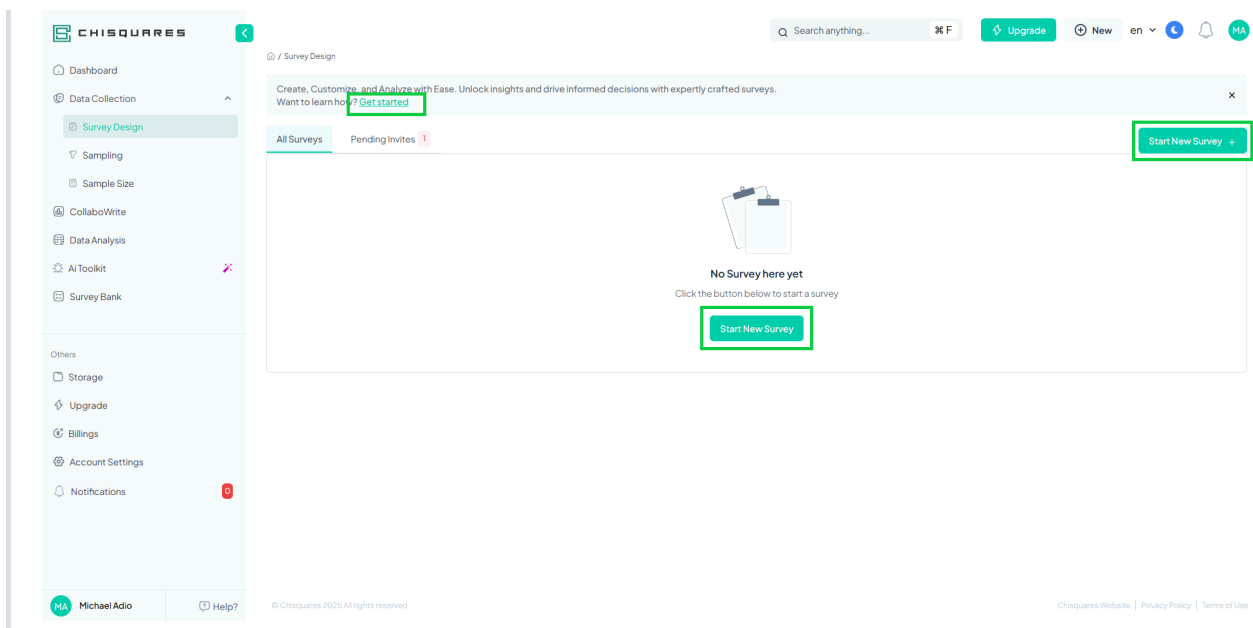 CHISQUARES
Search anything...
⌘ F
Upgrade
New
en
MA
/ Survey Design
Dashboard
Data Collection
Survey Design
Sampling
Sample Size
CollaboWrite
Data Analysis
Ai Toolkit
Survey Bank
Others
Storage
Upgrade
Billings
Account Settings
Notifications
0
MA
Michael Adio
Help?
Create, Customize, and Analyze with Ease. Unlock insights and drive informed decisions with expertly crafted surveys.
Want to learn how? Get started
All Surveys
Pending Invites 1
Start New Survey +
No Survey here yet
Click the button below to start a survey
Start New Survey
© Chisquares 2025 All rights reserved
Chisquares Website | Privacy Policy | Terms of Use